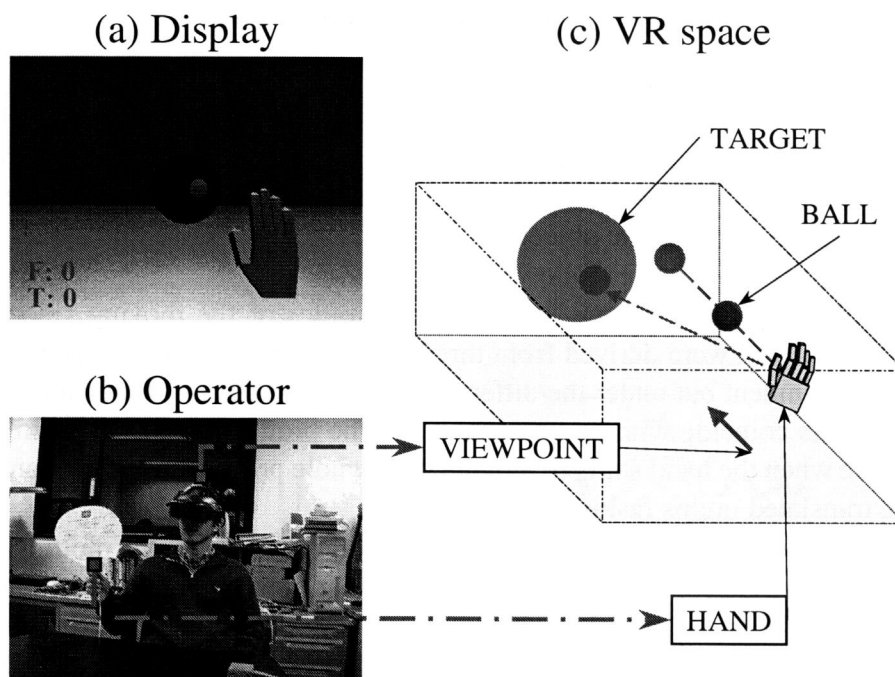 (a) Display
F: 0
T: 0
(b) Operator
(c) VR space
TARGET
BALL
VIEWPOINT
HAND